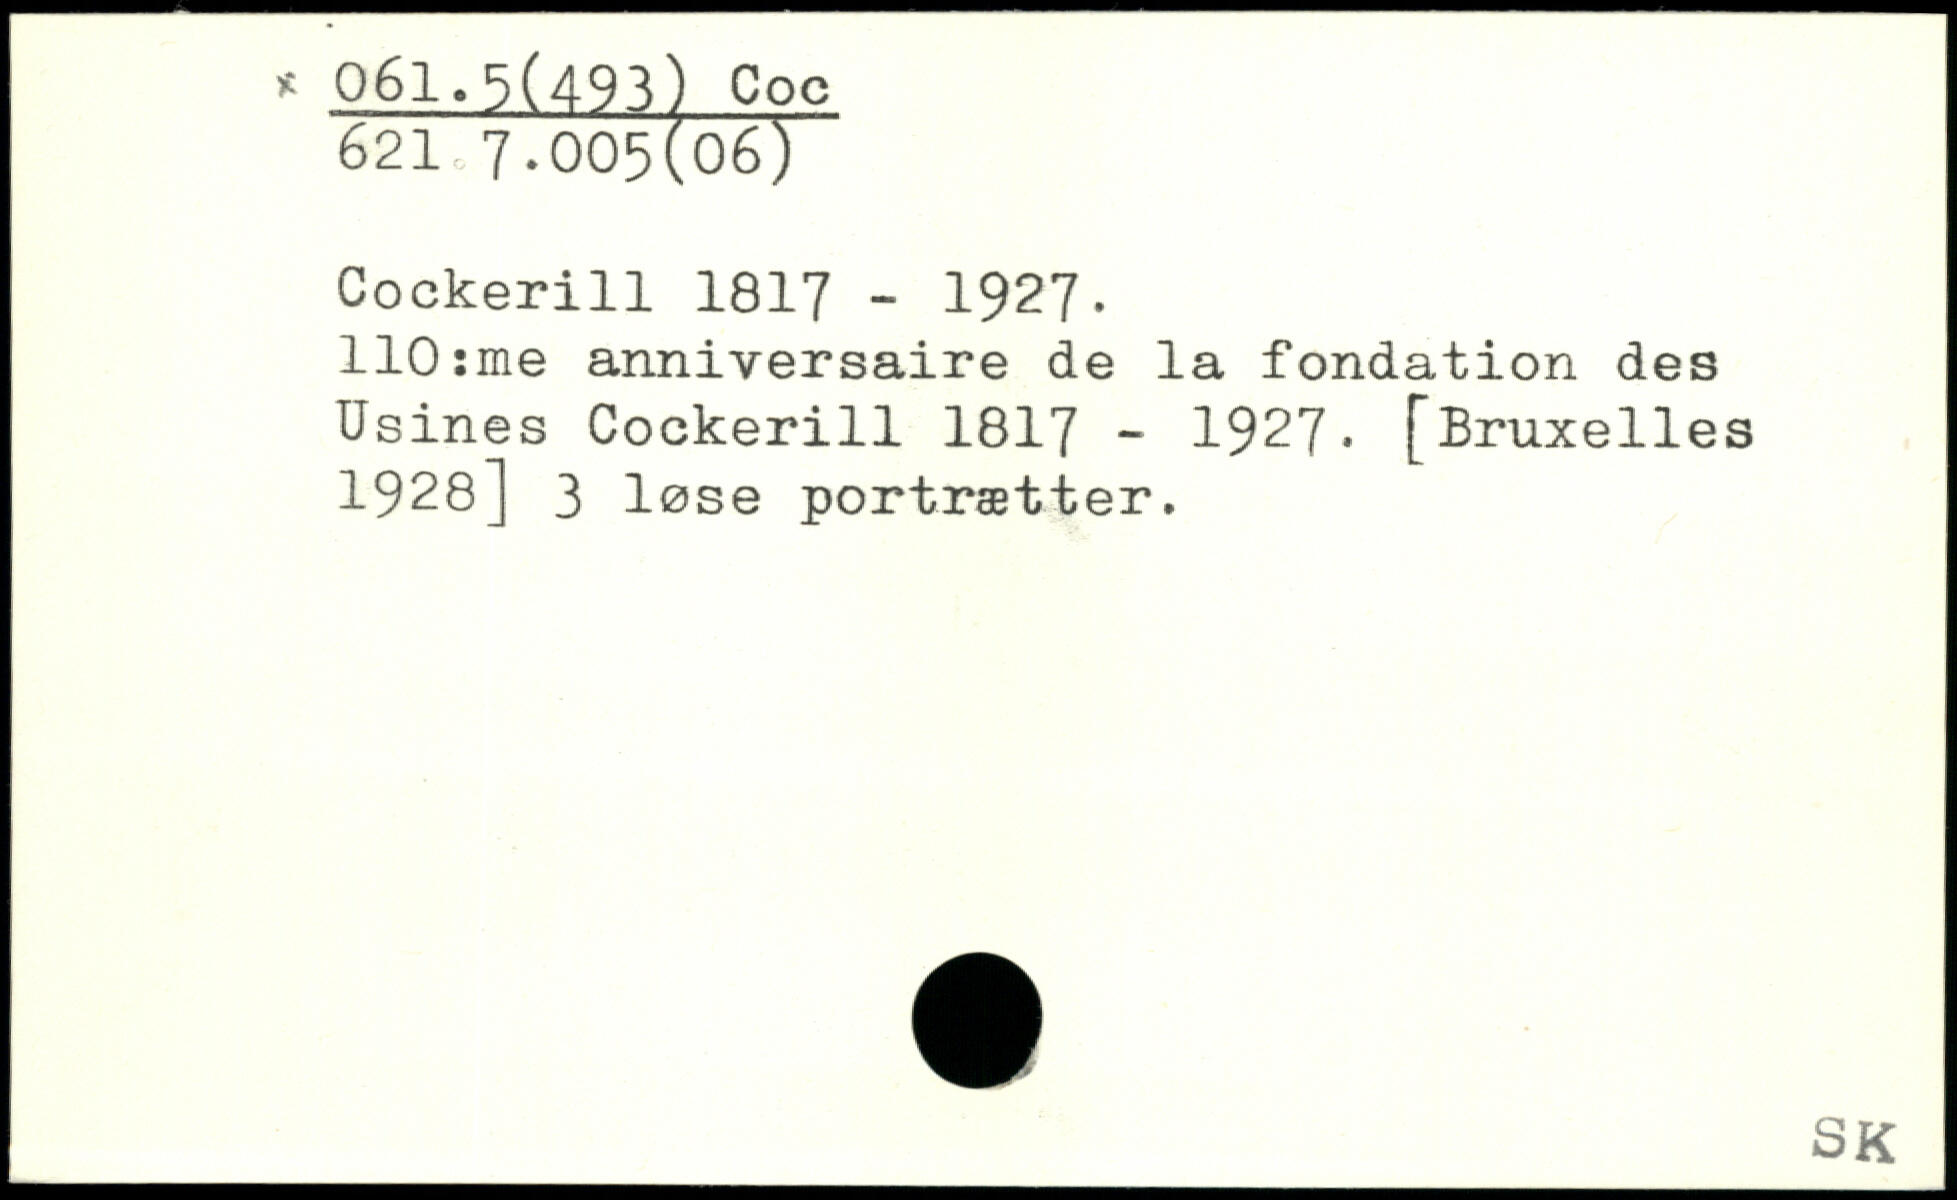 * 061.5(493) Coc
621.7.005(06)
Cockerill 1817 - 1927.
110:me anniversaire de la fondation des
Usines Cockerill 1817 - 1927. [Bruxelles
1928] 3 løse portrætter.
SK